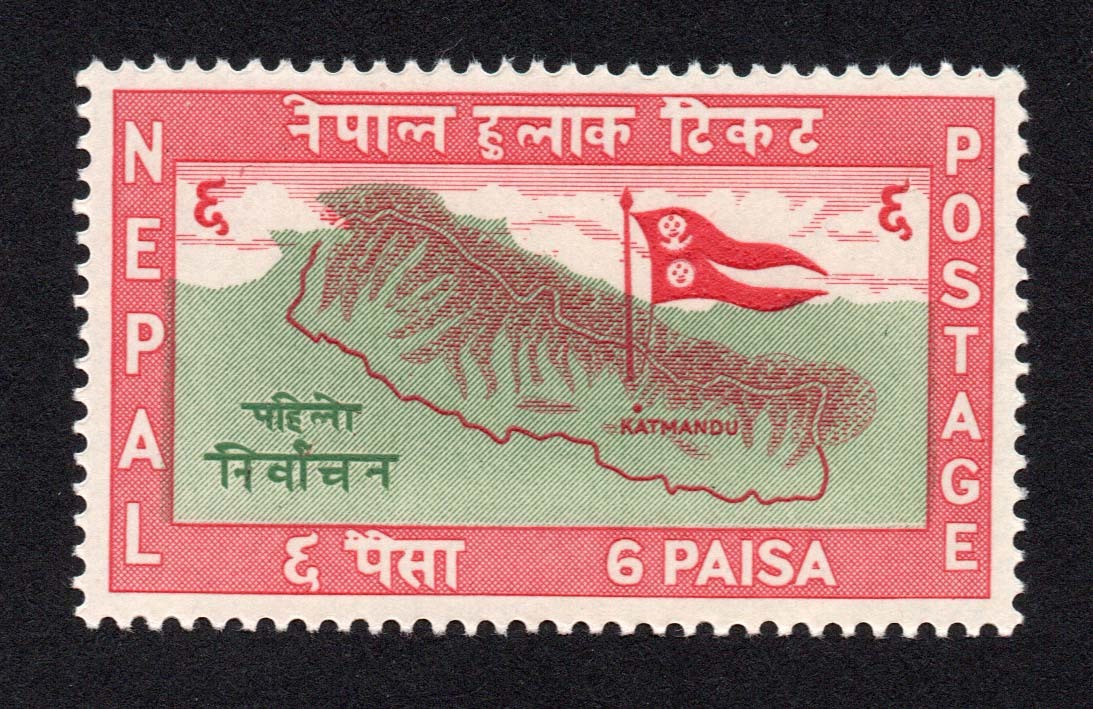 नेपाल हुलाक टिकट
NEPAL
POSTAGE
६
६
KATMANDU
पहिलो
निर्वाचन
६ पैसा
6 PAISA